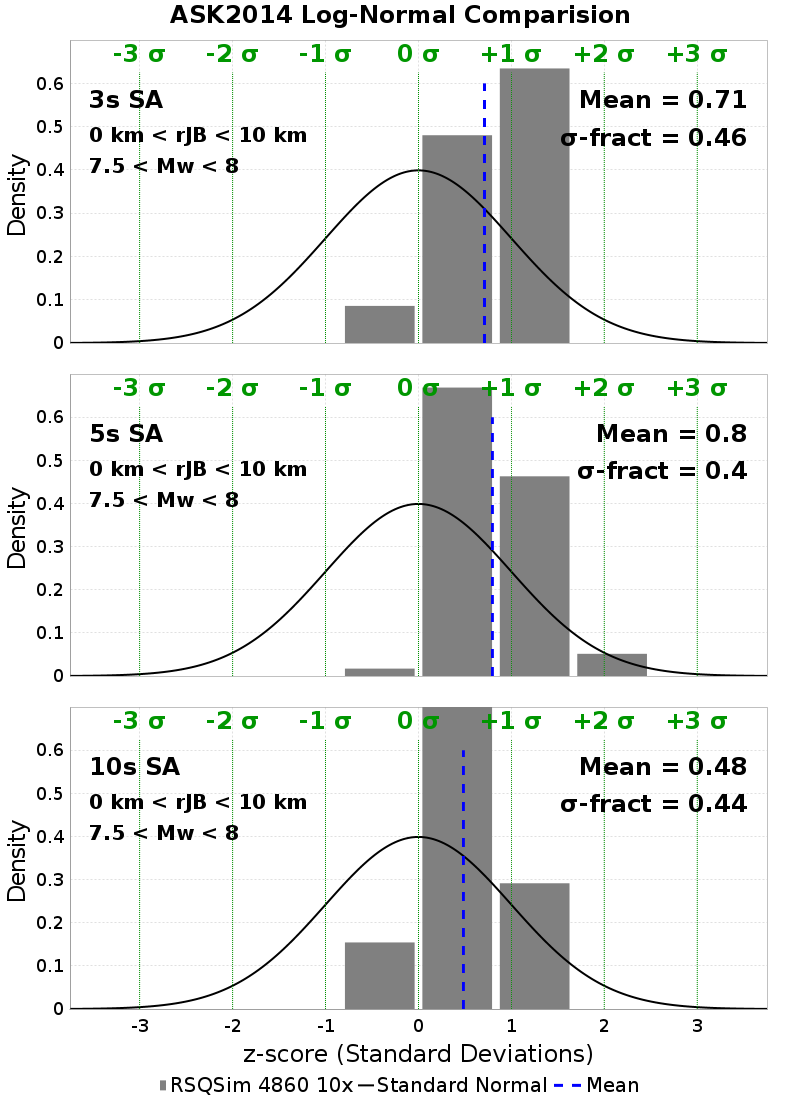 ASK2014 Log-Normal Comparision
-3 σ -2 σ -1 σ 0 σ +1 σ +2 σ +3 σ
3s SA
Mean = 0.71
0 km < rJB < 10 km
σ-fract = 0.46
7.5 < Mw < 8
Density
0.6
0.5
0.4
0.3
0.2
0.1
0
-3 σ -2 σ -1 σ 0 σ +1 σ +2 σ +3 σ
5s SA
Mean = 0.8
0 km < rJB < 10 km
σ-fract = 0.4
7.5 < Mw < 8
Density
0.6
0.5
0.4
0.3
0.2
0.1
0
-3 σ -2 σ -1 σ 0 σ +1 σ +2 σ +3 σ
10s SA
Mean = 0.48
0 km < rJB < 10 km
σ-fract = 0.44
7.5 < Mw < 8
Density
0.6
0.5
0.4
0.3
0.2
0.1
0
-3 -2 -1 0 1 2 3
z-score (Standard Deviations)
RSQSim 4860 10x Standard Normal Mean